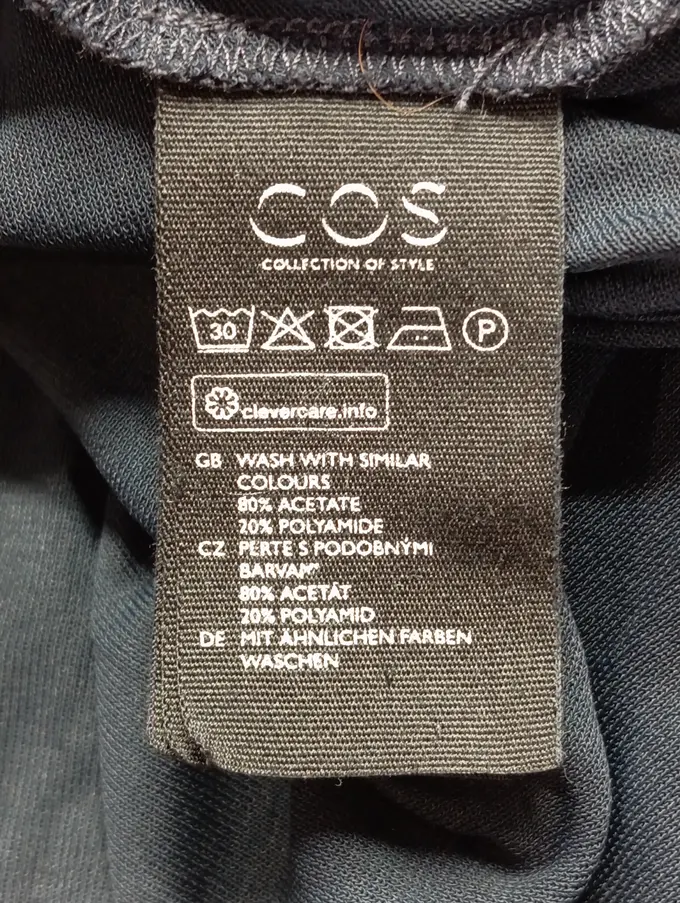 COS
COLLECTION OF STYLE
30
P
clevercare.info
GB WASH WITH SIMILAR
COLOURS
80% ACETATE
20% POLYAMIDE
CZ PERTE S PODOBNÝMI
80% ACETÁT
20% POLYAMID
DE MIT ÄHNLICHEN FARBEN
WASCHEN